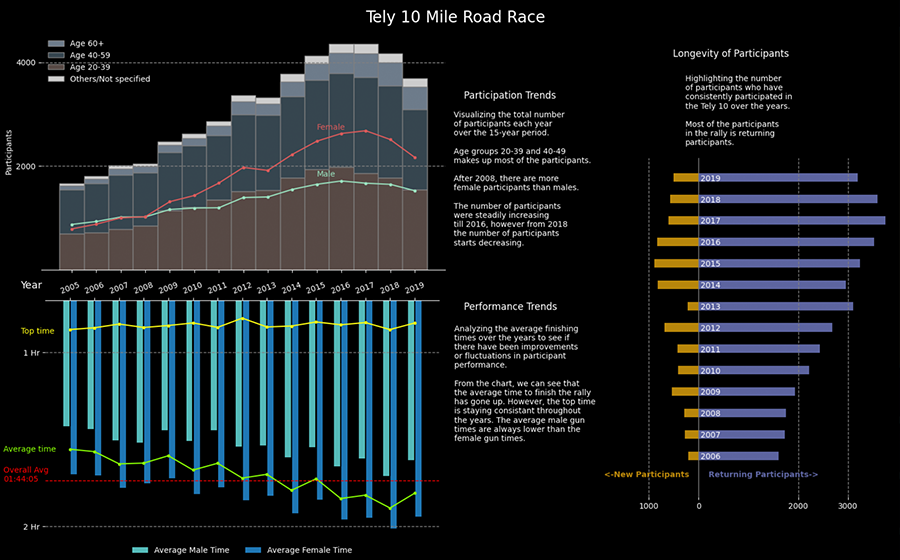 Tely 10 Mile Road Race
Age 60+
Age 40-59
Age 20-39
Others/Not specified
4000
2000
Participants
Female
Male
Participation Trends
Visualizing the total number
of participants each year
over the 15-year period.
Age groups 20-39 and 40-49
makes up most of the participants.
After 2008, there are more
female participants than males.
The number of participants
were steadily increasing
till 2016, however from 2018
the number of participants
starts decreasing.
Year
2005 2006 2007 2008 2009 2010 2011 2012 2013 2014 2015 2016 2017 2018 2019
Top time
1 Hr
Average time
Overall Avg
01:44:05
2 Hr
Average Male Time
Average Female Time
Performance Trends
Analyzing the average finishing
times over the years to see if
there have been improvements
or fluctuations in participant
performance.
From the chart, we can see that
the average time to finish the rally
has gone up. However, the top time
is staying consistant throughout
the years. The average male gun
times are always lower than the
female gun times.
Longevity of Participants
Highlighting the number
of participants who have
consistently participated in
the Tely 10 over the years.
Most of the participants
in the rally is returning
participants.
2019
2018
2017
2016
2015
2014
2013
2012
2011
2010
2009
2008
2007
2006
<-New Participants
Returning Participants->
1000 0 2000 3000